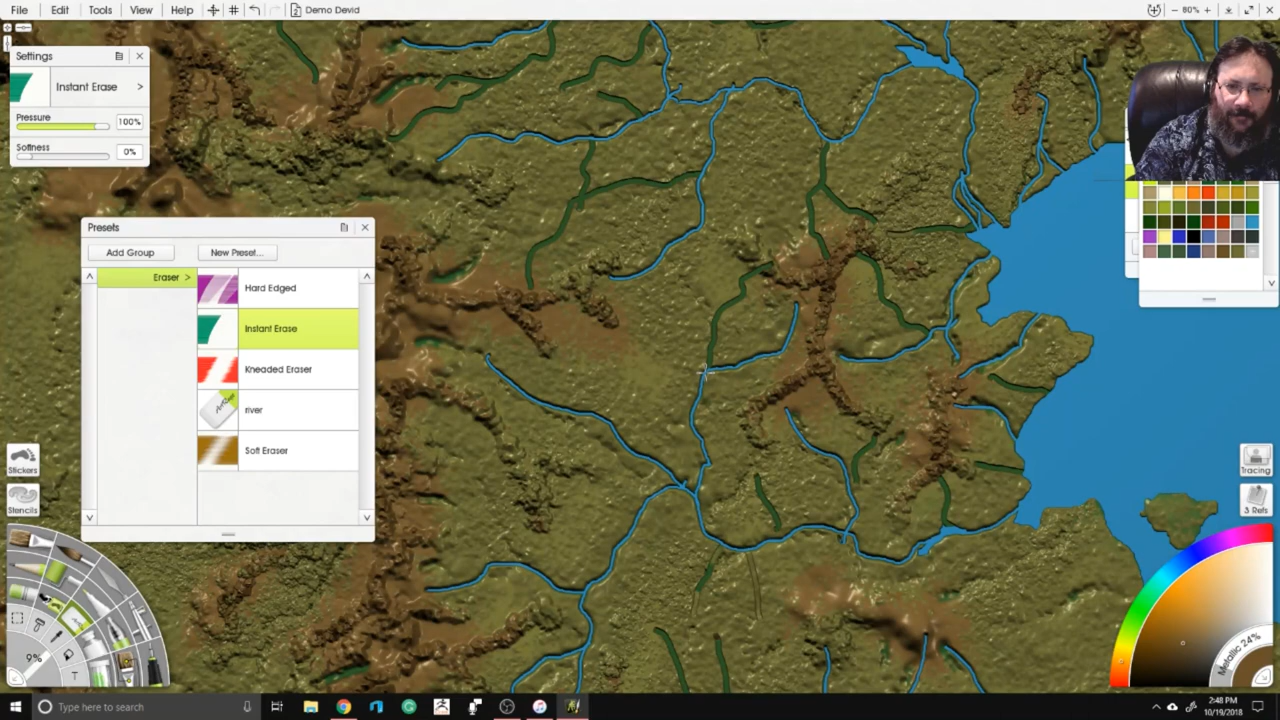 File Edit Tools View Help Demo Devid 80%
Settings
Instant Erase >
Pressure
100%
Softness
0%
Presets
Add Group New Preset...
Eraser >
Hard Edged
Instant Erase
Kneaded Eraser
river
Soft Eraser
Stickers
Stencils
Tracing
3 Refs
9%
T
Metallic 24%
Type here to search
2:48 PM
10/19/2018